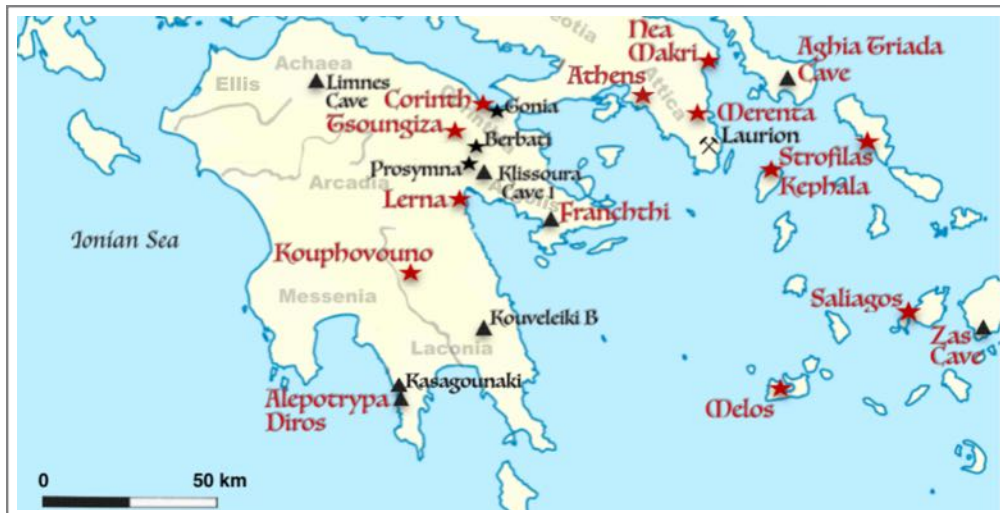 Nea
Makri
Aghia Triada
Cave
Achaea
Ellis
Limnes
Cave
Athens
Attica
Corinth
Gonia
Merenta
Tsoungiza
Berbati
Laurion
Prosymna
Klissoura
Cave 1
Strofilas
Kephala
Arcadia
Lerna
Franchthi
Ionian Sea
Kouphovouno
Messenia
Saliagos
Kouveleiki B
Zas
Cave
Laconia
Kasagounaki
Alepotrypa
Diros
Melos
0 50 km